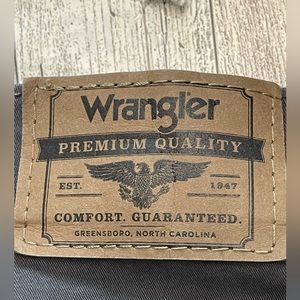 Wrangler
PREMIUM QUALITY
EST. 1947
COMFORT. GUARANTEED.
GREENSBORO, NORTH CAROLINA